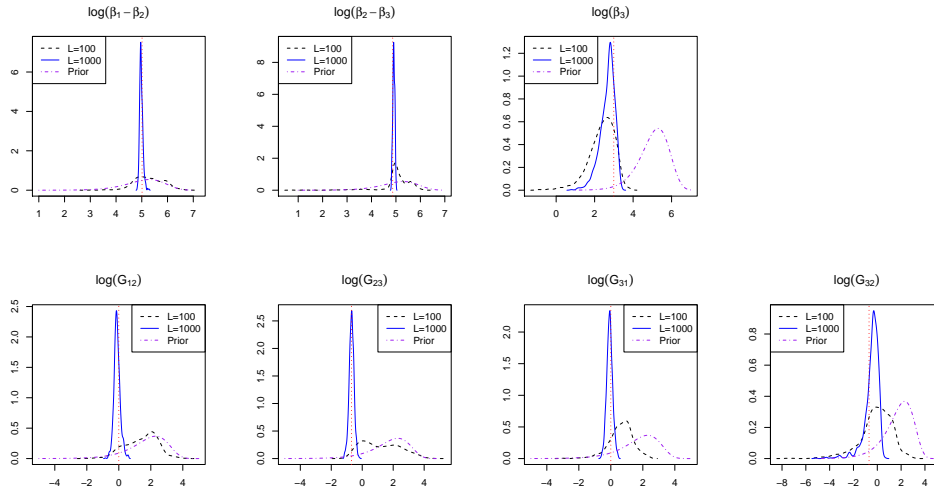 log(β₁ − β₂)
log(β₂ − β₃)
log(β₃)
L=100
L=1000
Prior
0 2 4 6
1 2 3 4 5 6 7
L=100
L=1000
Prior
0 2 4 6 8
1 2 3 4 5 6 7
L=100
L=1000
Prior
0.0 0.2 0.4 0.6 0.8 1.0 1.2
0 2 4 6
log(G₁₂)
log(G₂₃)
log(G₃₁)
log(G₃₂)
L=100
L=1000
Prior
0.0 0.5 1.0 1.5 2.0 2.5
−4 −2 0 2 4
L=100
L=1000
Prior
0.0 0.5 1.0 1.5 2.0 2.5
−4 −2 0 2 4
L=100
L=1000
Prior
0.0 0.5 1.0 1.5 2.0
−4 −2 0 2 4
L=100
L=1000
Prior
0.0 0.2 0.4 0.6 0.8
−8 −6 −4 −2 0 2 4